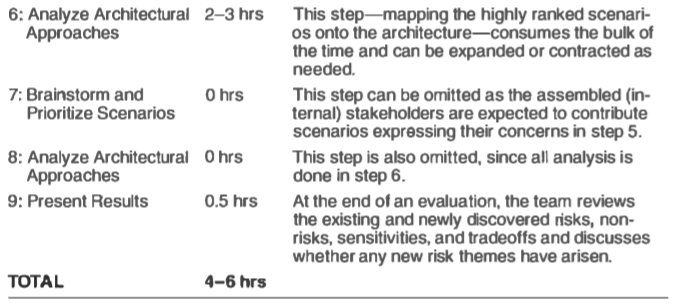 6: Analyze Architectural 2–3 hrs This step—mapping the highly ranked scenari-
Approaches os onto the architecture—consumes the bulk of
the time and can be expanded or contracted as
needed.
7: Brainstorm and 0 hrs This step can be omitted as the assembled (in-
Prioritize Scenarios ternal) stakeholders are expected to contribute
scenarios expressing their concerns in step 5.
8: Analyze Architectural 0 hrs This step is also omitted, since all analysis is
Approaches done in step 6.
9: Present Results 0.5 hrs At the end of an evaluation, the team reviews
the existing and newly discovered risks, non-
risks, sensitivities, and tradeoffs and discusses
whether any new risk themes have arisen.
TOTAL 4–6 hrs